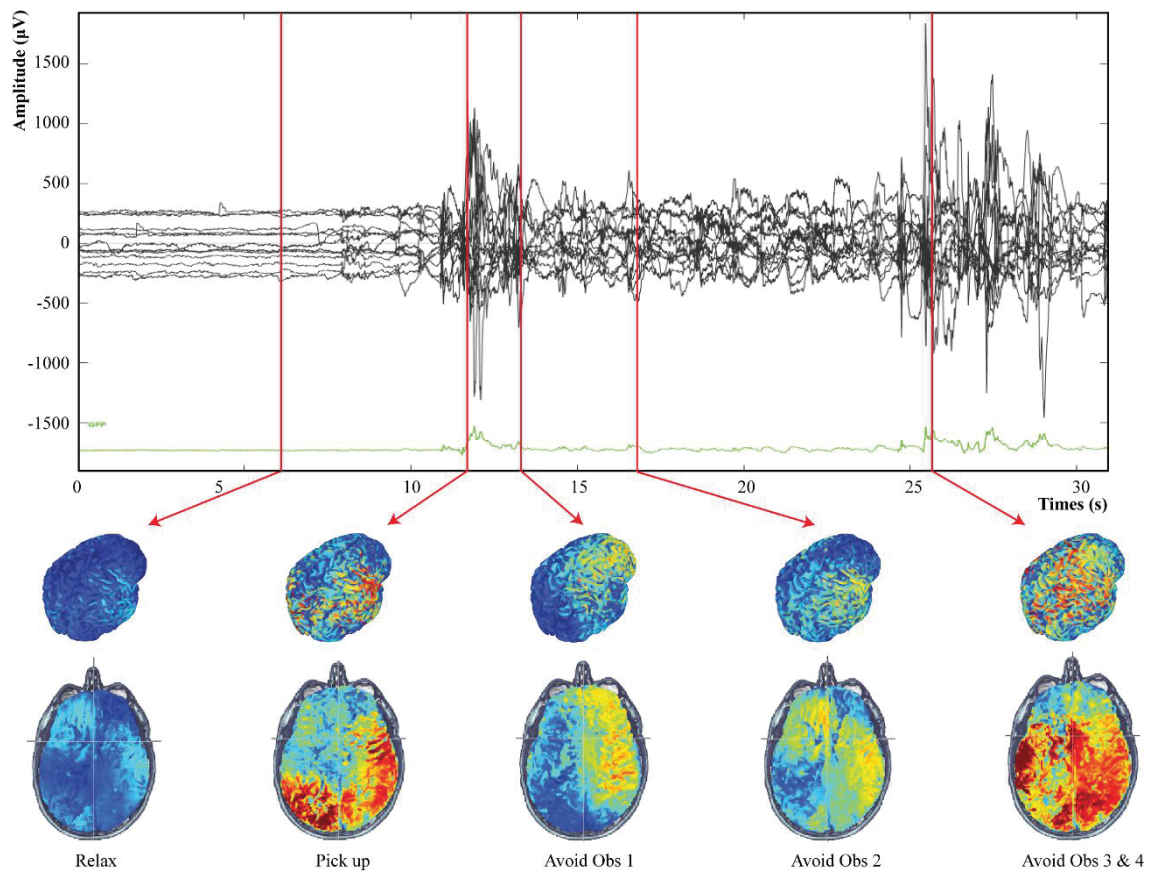 Amplitude (µV)
1500
1000
500
0
-500
-1000
-1500
GFP
0
5
10
15
20
25
30
Times (s)
Relax
Pick up
Avoid Obs 1
Avoid Obs 2
Avoid Obs 3 & 4